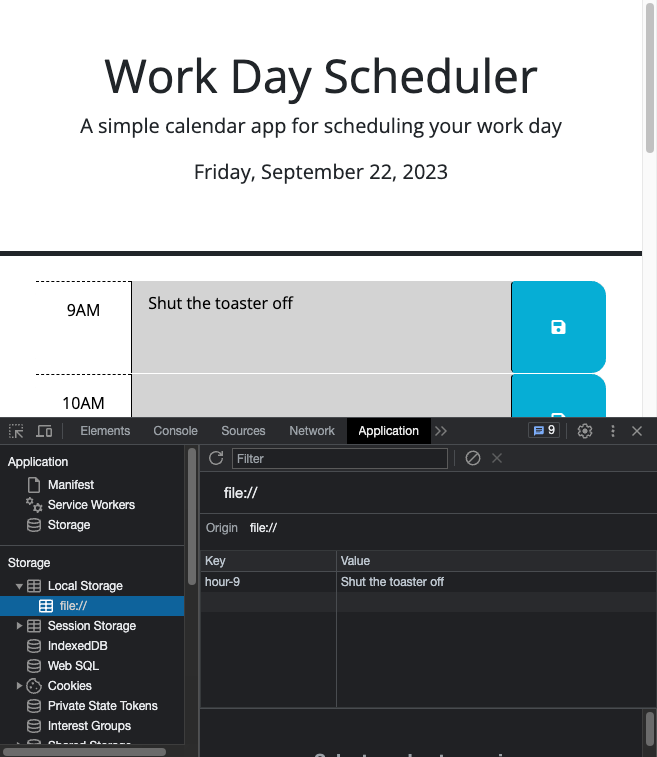 Work Day Scheduler
A simple calendar app for scheduling your work day
Friday, September 22, 2023
9AM
Shut the toaster off
10AM
Elements Console Sources Network Application 9
Application
Manifest
Service Workers
Storage
Storage
Local Storage
file://
Session Storage
IndexedDB
Web SQL
Cookies
Private State Tokens
Interest Groups
Shared Storage
Filter
file://
Origin file://
Key Value
hour-9 Shut the toaster off